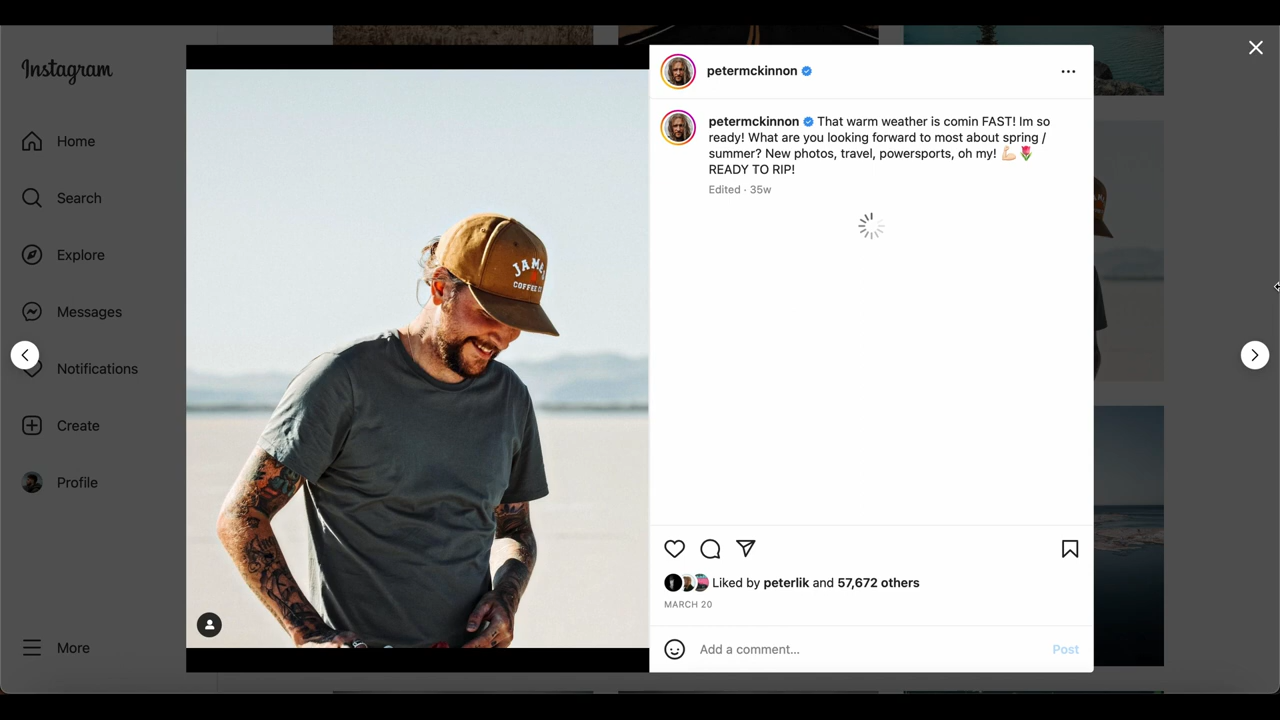 Instagram
Home
Search
Explore
Messages
Notifications
Create
Profile
More
JAMES
COFFEE CO
petermckinnon
petermckinnon That warm weather is comin FAST! Im so
ready! What are you looking forward to most about spring /
summer? New photos, travel, powersports, oh my! 💪🏻🌷
READY TO RIP!
Edited · 35w
Liked by peterlik and 57,672 others
MARCH 20
Add a comment...
Post